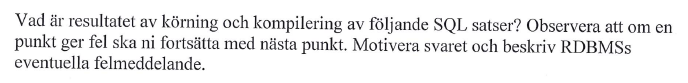 Vad är resultatet av körning och kompilering av följande SQL satser? Observera att om en
punkt ger fel ska ni fortsätta med nästa punkt. Motivera svaret och beskriv RDBMSs
eventuella felmeddelande.